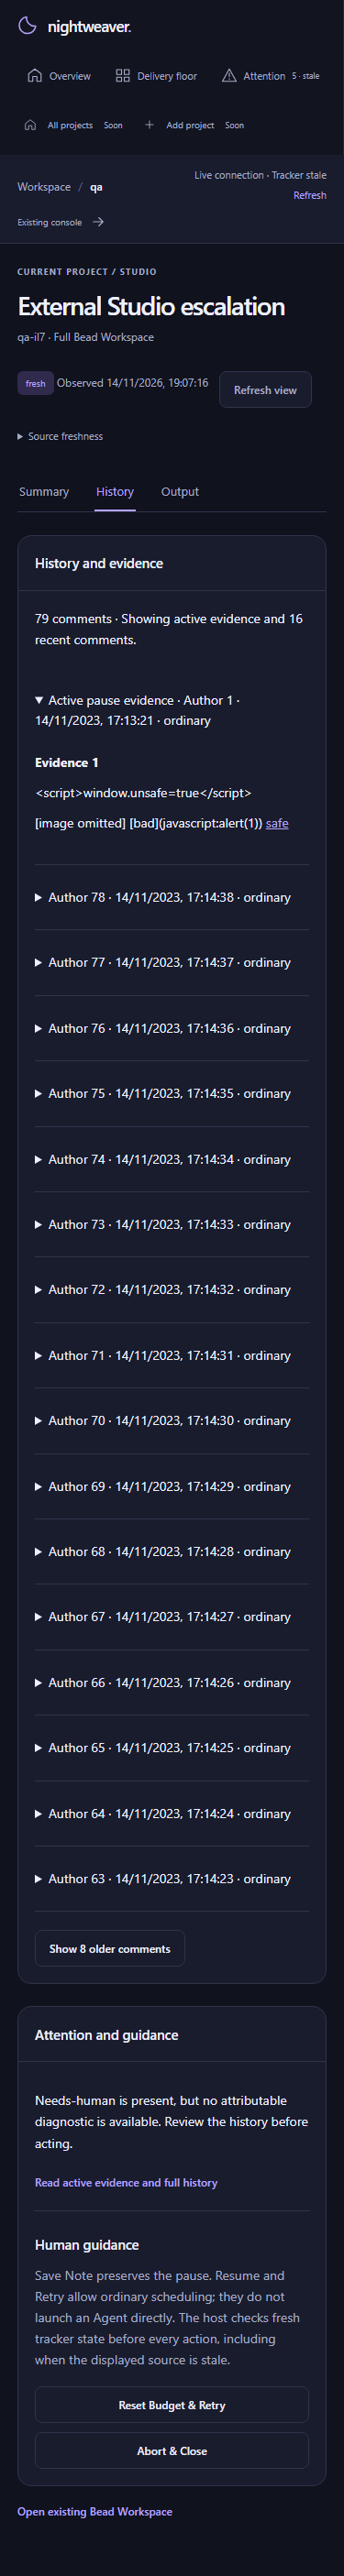 nightweaver.
Overview
Delivery floor
Attention 5 · stale
All projects Soon
Add project Soon
Workspace / qa
Live connection · Tracker stale
Refresh
Existing console →
CURRENT PROJECT / STUDIO
External Studio escalation
qa-il7 · Full Bead Workspace
fresh Observed 14/11/2026, 19:07:16
Refresh view
Source freshness
Summary
History
Output
History and evidence
79 comments · Showing active evidence and 16
recent comments.
Active pause evidence · Author 1 ·
14/11/2023, 17:13:21 · ordinary
Evidence 1
<script>window.unsafe=true</script>
[image omitted] [bad](javascript:alert(1)) safe
Author 78 · 14/11/2023, 17:14:38 · ordinary
Author 77 · 14/11/2023, 17:14:37 · ordinary
Author 76 · 14/11/2023, 17:14:36 · ordinary
Author 75 · 14/11/2023, 17:14:35 · ordinary
Author 74 · 14/11/2023, 17:14:34 · ordinary
Author 73 · 14/11/2023, 17:14:33 · ordinary
Author 72 · 14/11/2023, 17:14:32 · ordinary
Author 71 · 14/11/2023, 17:14:31 · ordinary
Author 70 · 14/11/2023, 17:14:30 · ordinary
Author 69 · 14/11/2023, 17:14:29 · ordinary
Author 68 · 14/11/2023, 17:14:28 · ordinary
Author 67 · 14/11/2023, 17:14:27 · ordinary
Author 66 · 14/11/2023, 17:14:26 · ordinary
Author 65 · 14/11/2023, 17:14:25 · ordinary
Author 64 · 14/11/2023, 17:14:24 · ordinary
Author 63 · 14/11/2023, 17:14:23 · ordinary
Show 8 older comments
Attention and guidance
Needs-human is present, but no attributable
diagnostic is available. Review the history before
acting.
Read active evidence and full history
Human guidance
Save Note preserves the pause. Resume and
Retry allow ordinary scheduling; they do not
launch an Agent directly. The host checks fresh
tracker state before every action, including
when the displayed source is stale.
Reset Budget & Retry
Abort & Close
Open existing Bead Workspace